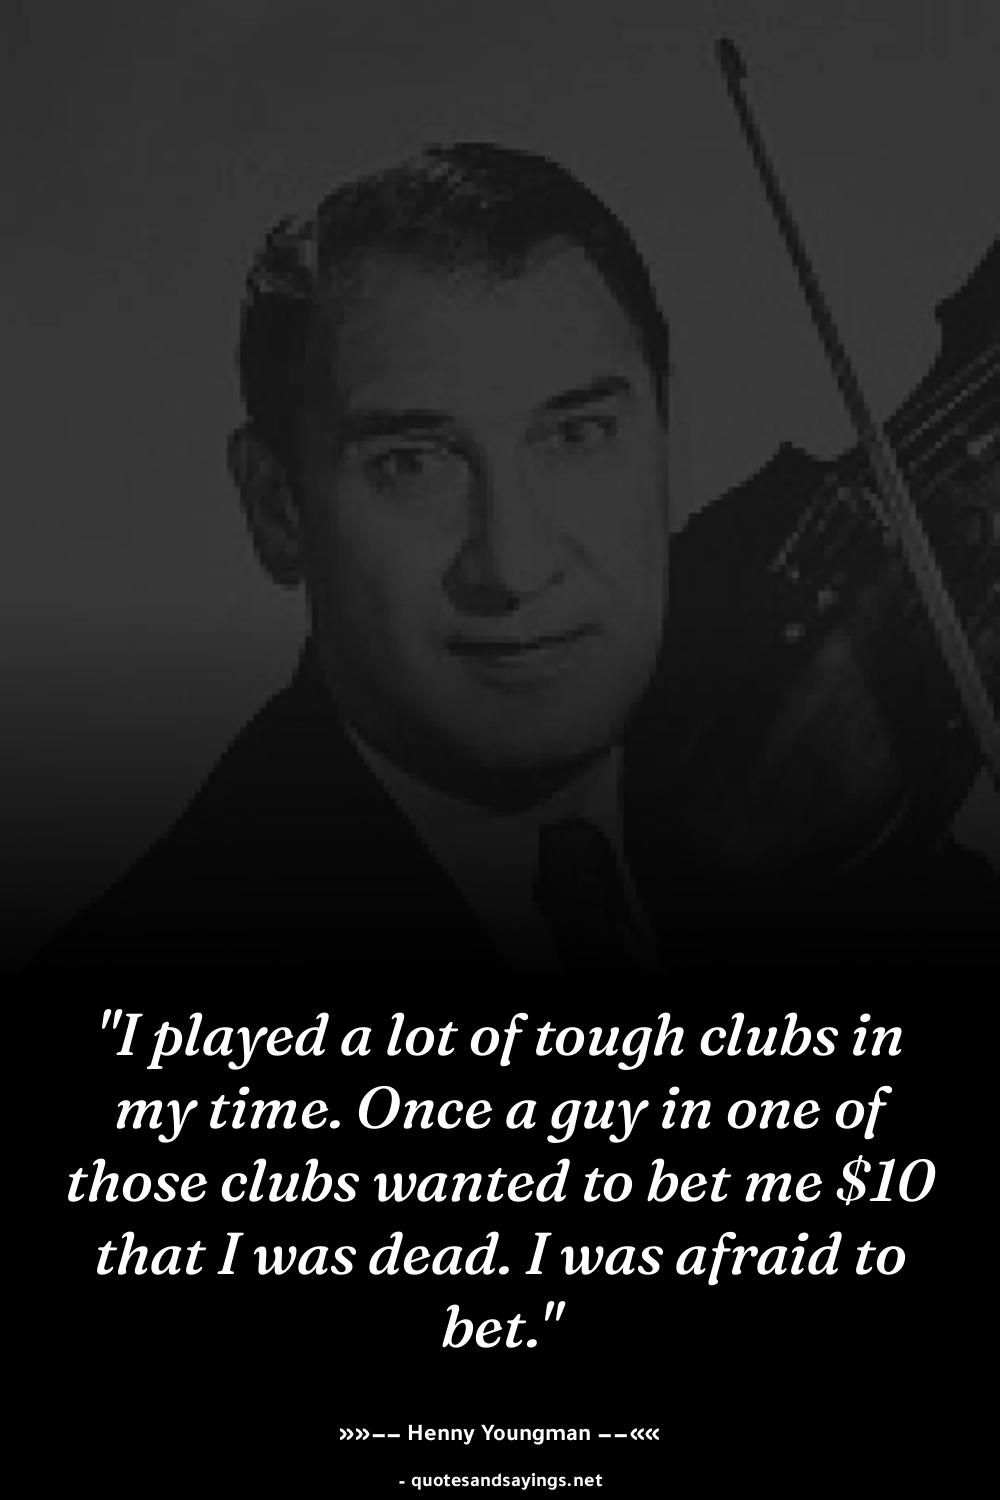 "I played a lot of tough clubs in
my time. Once a guy in one of
those clubs wanted to bet me $10
that I was dead. I was afraid to
bet."
»»–– Henny Youngman ––««
- quotesandsayings.net